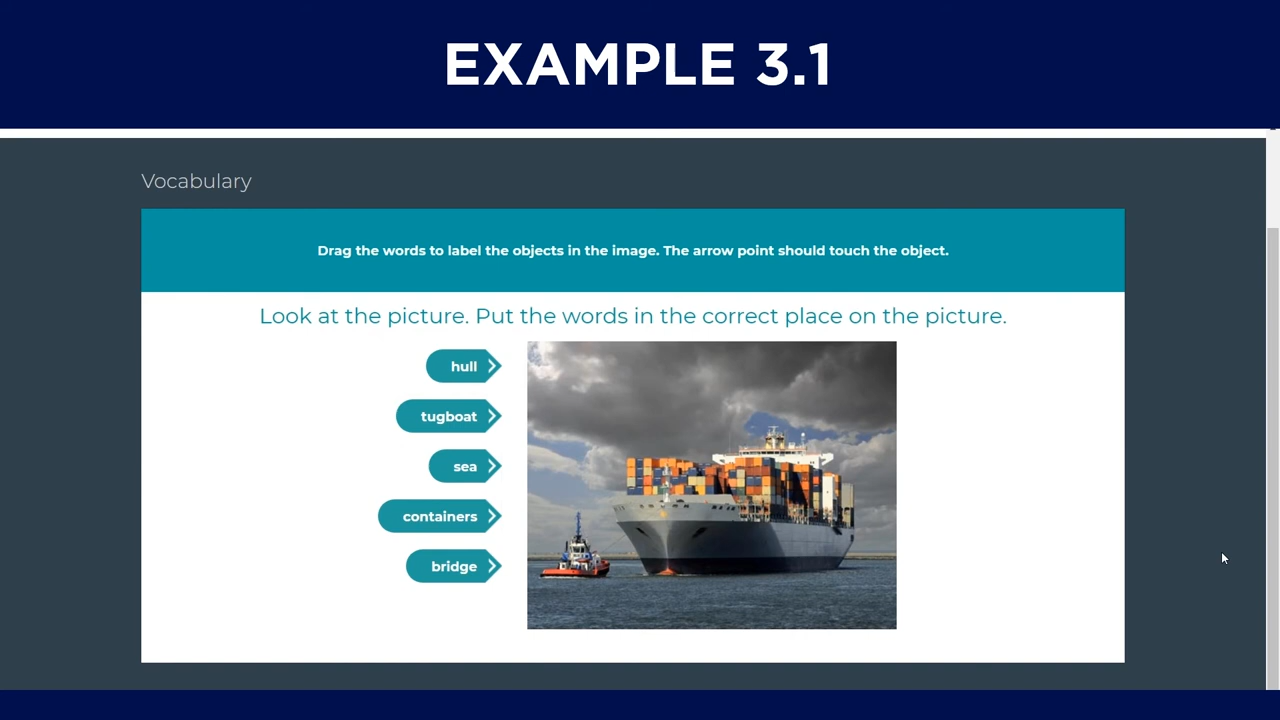 EXAMPLE 3.1
Vocabulary
Drag the words to label the objects in the image. The arrow point should touch the object.
Look at the picture. Put the words in the correct place on the picture.
hull
tugboat
sea
containers
bridge